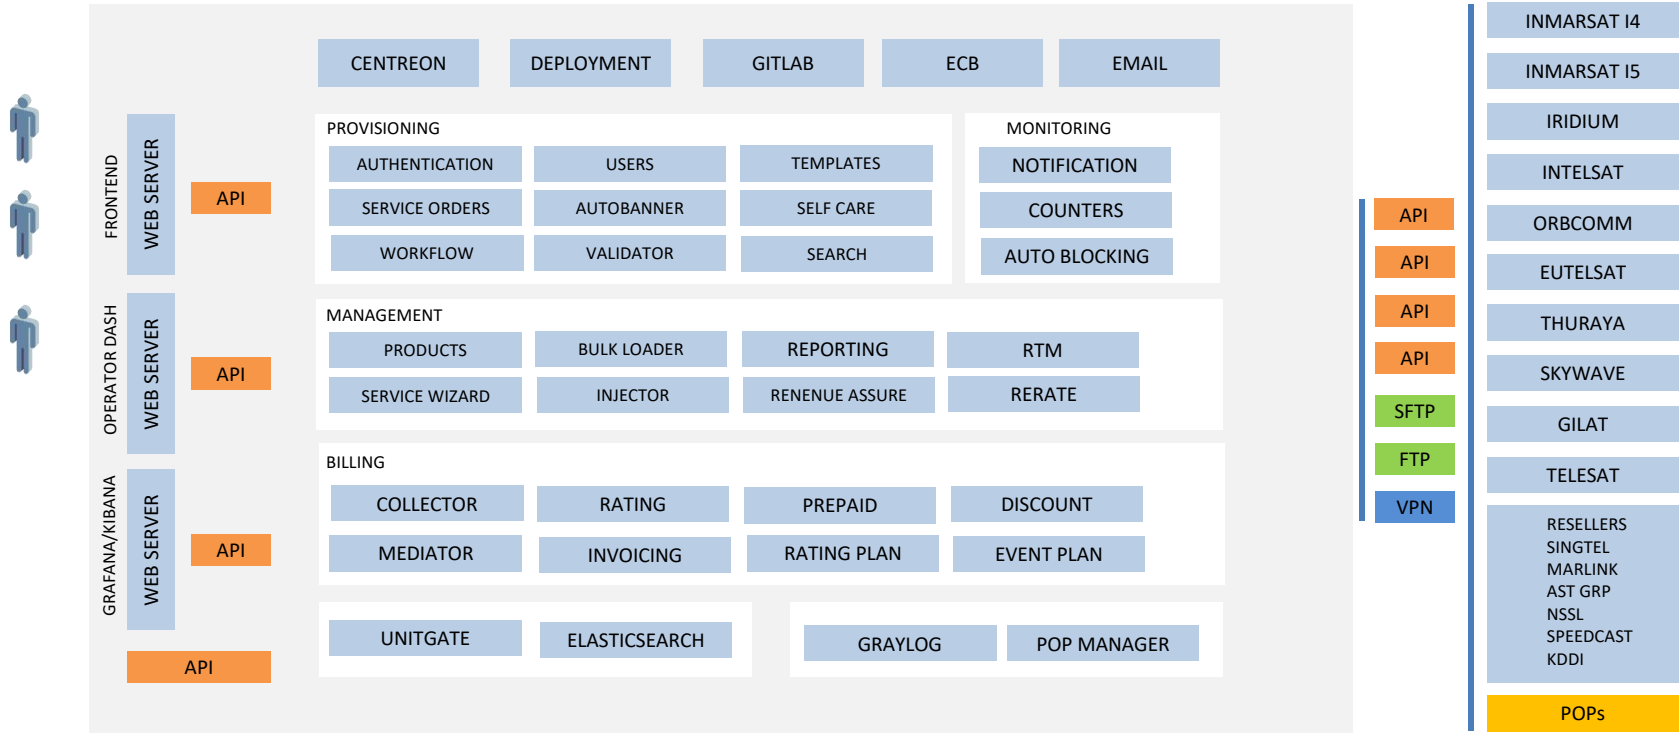 CENTREON
DEPLOYMENT
GITLAB
ECB
EMAIL
FRONTEND
WEB SERVER
API
PROVISIONING
AUTHENTICATION
USERS
TEMPLATES
SERVICE ORDERS
AUTOBANNER
SELF CARE
WORKFLOW
VALIDATOR
SEARCH
MONITORING
NOTIFICATION
COUNTERS
AUTO BLOCKING
OPERATOR DASH
WEB SERVER
API
MANAGEMENT
PRODUCTS
BULK LOADER
REPORTING
RTM
SERVICE WIZARD
INJECTOR
RENENUE ASSURE
RERATE
GRAFANA/KIBANA
WEB SERVER
API
BILLING
COLLECTOR
RATING
PREPAID
DISCOUNT
MEDIATOR
INVOICING
RATING PLAN
EVENT PLAN
UNITGATE
ELASTICSEARCH
GRAYLOG
POP MANAGER
API
API
API
API
API
SFTP
FTP
VPN
INMARSAT I4
INMARSAT I5
IRIDIUM
INTELSAT
ORBCOMM
EUTELSAT
THURAYA
SKYWAVE
GILAT
TELESAT
RESELLERS
SINGTEL
MARLINK
AST GRP
NSSL
SPEEDCAST
KDDI
POPs